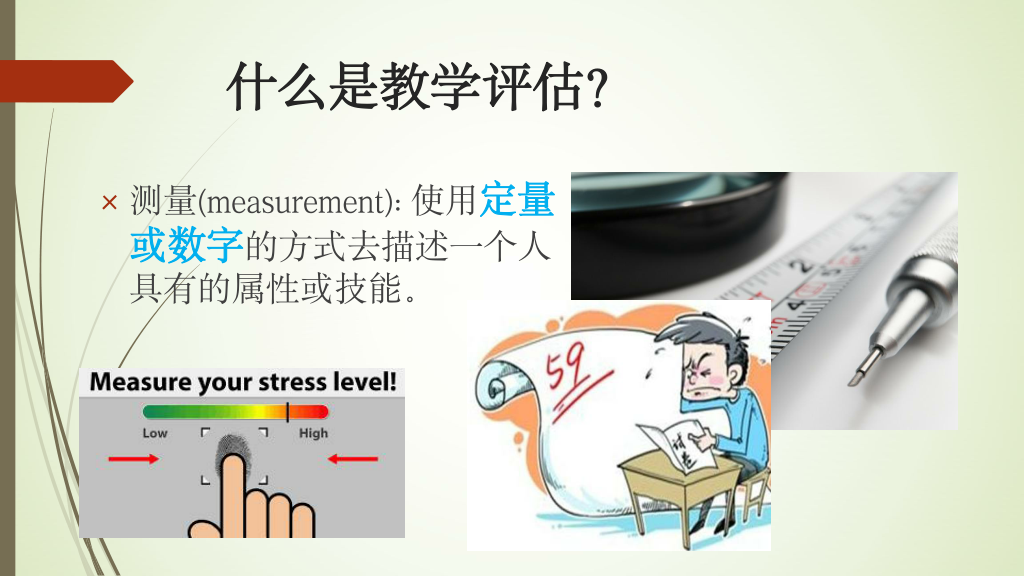 什么是教学评估?
测量(measurement): 使用定量
或数字的方式去描述一个人
具有的属性或技能。
Measure your stress level!
Low High
59
试卷
2
5
4